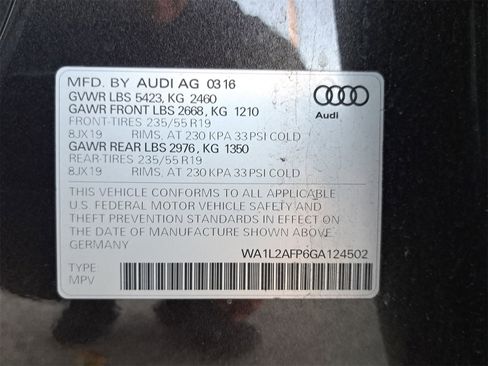 MFD. BY AUDI AG 03 16
GVWR LBS 5423, KG 2460
GAWR FRONT LBS 2668, KG 1210
FRONT-TIRES 235/55 R19
8JX19 RIMS, AT 230 KPA 33 PSI COLD
GAWR REAR LBS 2976, KG 1350
REAR-TIRES 235/55 R19
8JX19 RIMS, AT 230 KPA 33 PSI COLD
Audi
THIS VEHICLE CONFORMS TO ALL APPLICABLE
U.S. FEDERAL MOTOR VEHICLE SAFETY AND
THEFT PREVENTION STANDARDS IN EFFECT ON
THE DATE OF MANUFACTURE SHOWN ABOVE.
GERMANY WA1L2AFP6GA124502
TYPE:
MPV